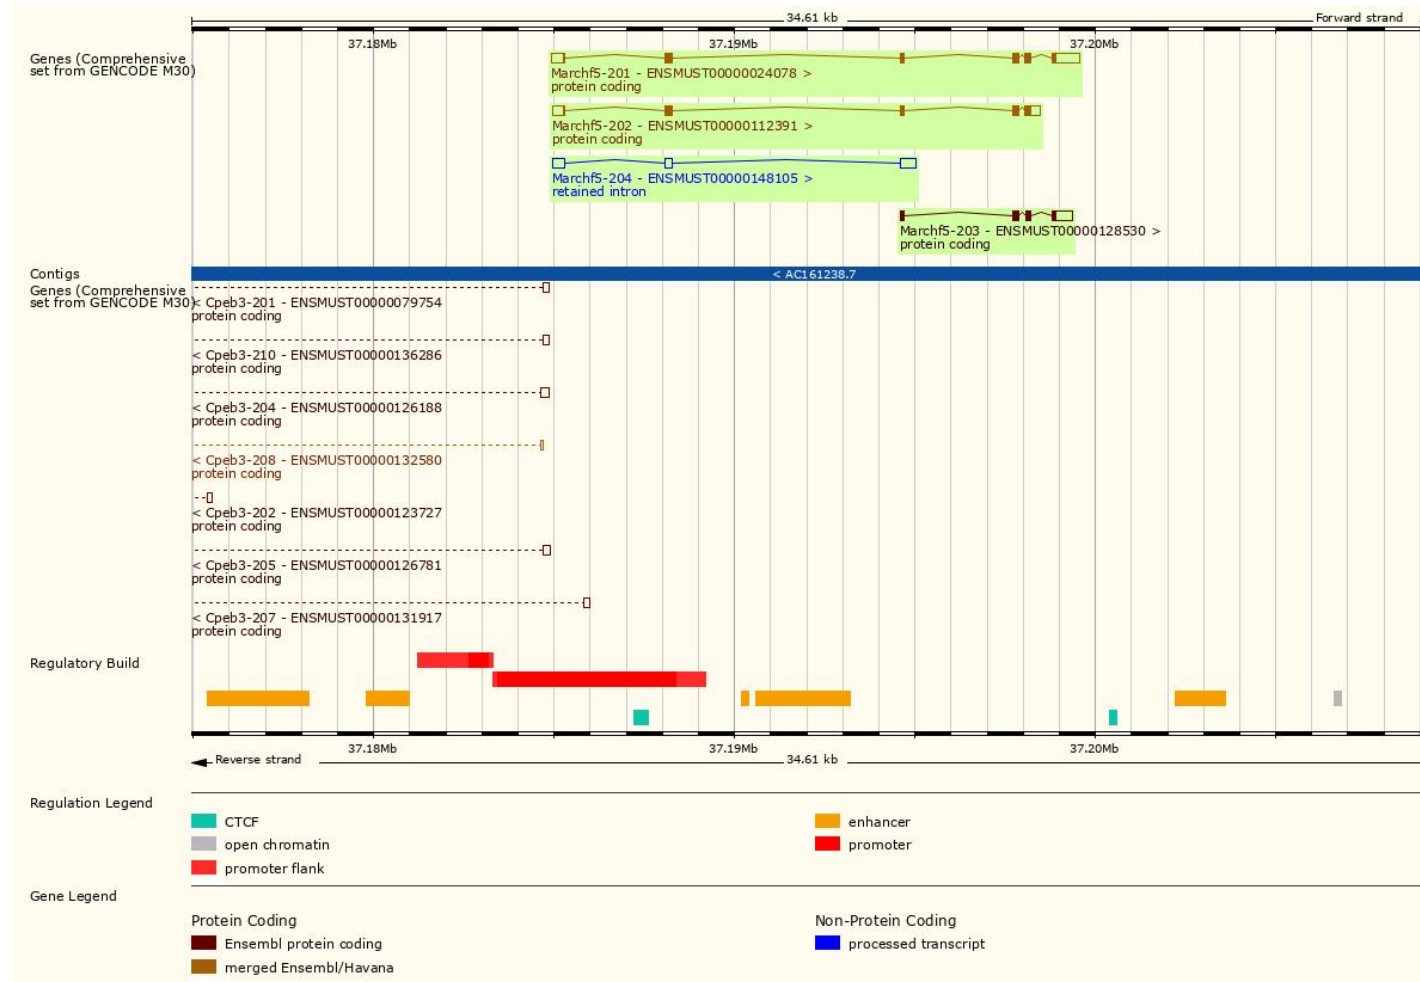 34.61 kb
Forward strand
37.18Mb 37.19Mb 37.20Mb
Genes (Comprehensive
set from GENCODE M30)
Marchf5-201 - ENSMUST00000024078 >
protein coding
Marchf5-202 - ENSMUST00000112391 >
protein coding
Marchf5-204 - ENSMUST00000148105 >
retained intron
Marchf5-203 - ENSMUST00000128530 >
protein coding
Contigs
< AC161238.7
Genes (Comprehensive
set from GENCODE M30)
< Cpeb3-201 - ENSMUST00000079754
protein coding
< Cpeb3-210 - ENSMUST00000136286
protein coding
< Cpeb3-204 - ENSMUST00000126188
protein coding
< Cpeb3-208 - ENSMUST00000132580
protein coding
< Cpeb3-202 - ENSMUST00000123727
protein coding
< Cpeb3-205 - ENSMUST00000126781
protein coding
< Cpeb3-207 - ENSMUST00000131917
protein coding
Regulatory Build
37.18Mb 37.19Mb 37.20Mb
Reverse strand
34.61 kb
Regulation Legend
CTCF
open chromatin
promoter flank
enhancer
promoter
Gene Legend
Protein Coding
Ensembl protein coding
merged Ensembl/Havana
Non-Protein Coding
processed transcript